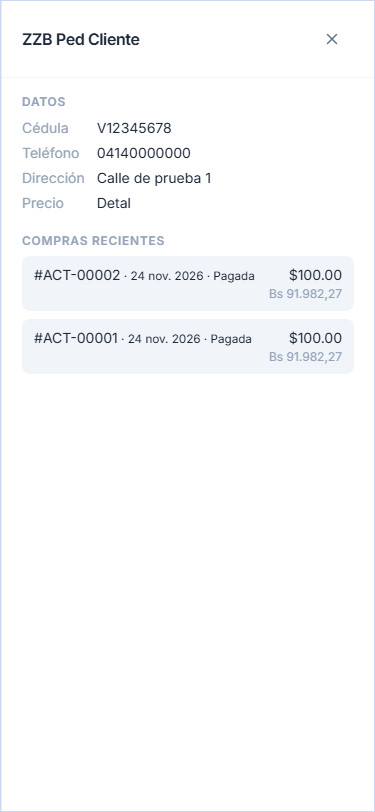 ZZB Ped Cliente
DATOS
Cédula V12345678
Teléfono 04140000000
Dirección Calle de prueba 1
Precio Detal
COMPRAS RECIENTES
#ACT-00002 · 24 nov. 2026 · Pagada $100.00
Bs 91.982,27
#ACT-00001 · 24 nov. 2026 · Pagada $100.00
Bs 91.982,27